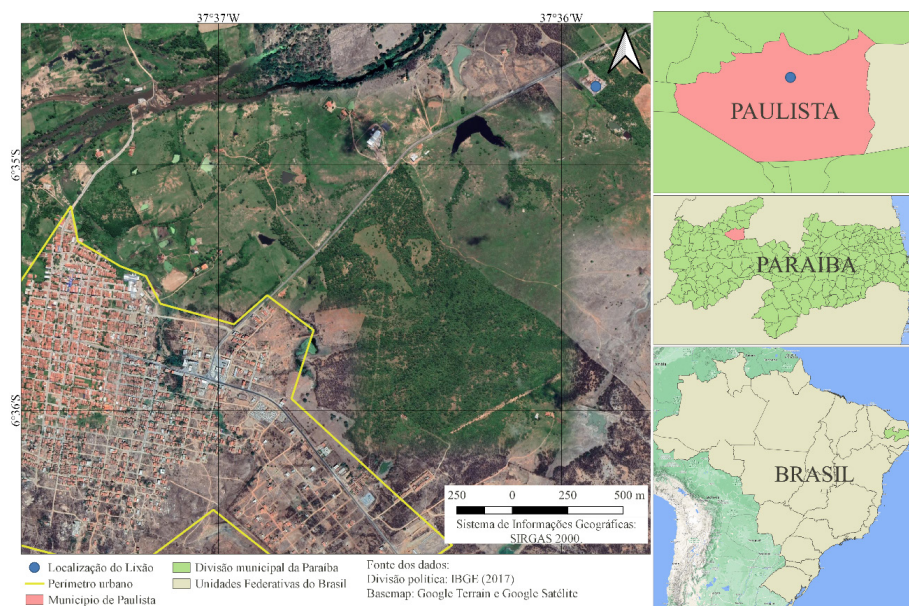 37°37'W
37°36'W
6°35'S
6°36'S
PAULISTA
PARAÍBA
BRASIL
250 0 250 500 m
Sistema de Informações Geográficas:
SIRGAS 2000.
Localização do Lixão
Perímetro urbano
Município de Paulista
Divisão municipal da Paraíba
Unidades Federativas do Brasil
Fonte dos dados:
Divisão política: IBGE (2017)
Basemap: Google Terrain e Google Satélite